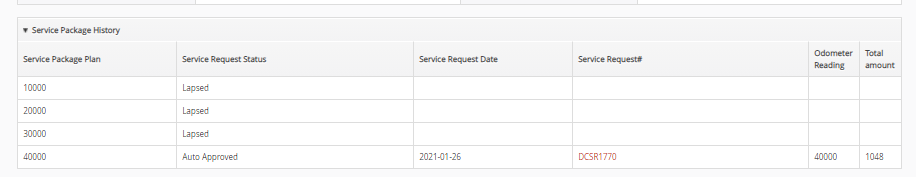 ▼ Service Package History
Service Package Plan Service Request Status Service Request Date Service Request# Odometer Reading Total amount
10000 Lapsed
20000 Lapsed
30000 Lapsed
40000 Auto Approved 2021-01-26 DCSR1770 40000 1048